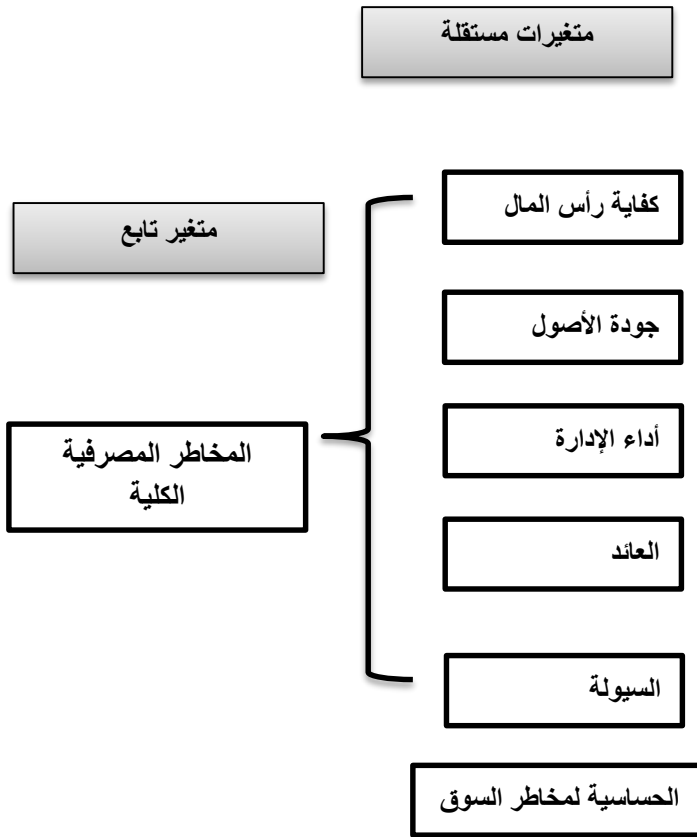 متغيرات مستقلة
متغير تابع
كفاية رأس المال
جودة الأصول
أداء الإدارة
المخاطر المصرفية
الكلية
العائد
السيولة
الحساسية لمخاطر السوق